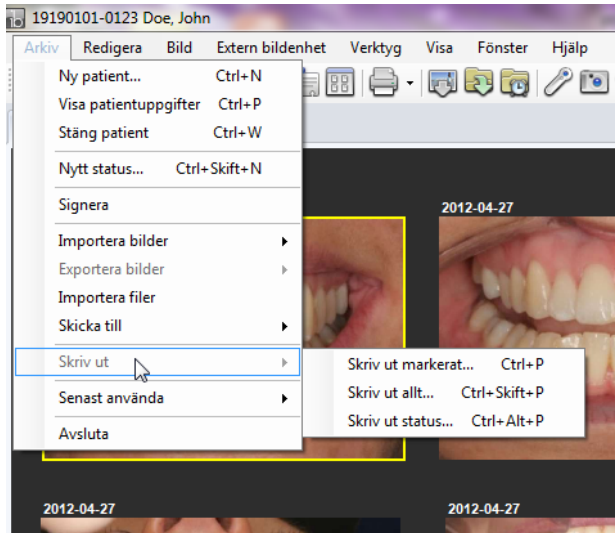 19190101-0123 Doe, John
Arkiv Redigera Bild Extern bildenhet Verktyg Visa Fönster Hjälp
Ny patient... Ctrl+N
Visa patientuppgifter Ctrl+P
Stäng patient Ctrl+W
Nytt status... Ctrl+Skift+N
Signera
2012-04-27
Importera bilder
Exportera bilder
Importera filer
Skicka till
Skriv ut
Skriv ut markerat... Ctrl+P
Skriv ut allt... Ctrl+Skift+P
Skriv ut status... Ctrl+Alt+P
Senast använda
Avsluta
2012-04-27 2012-04-27